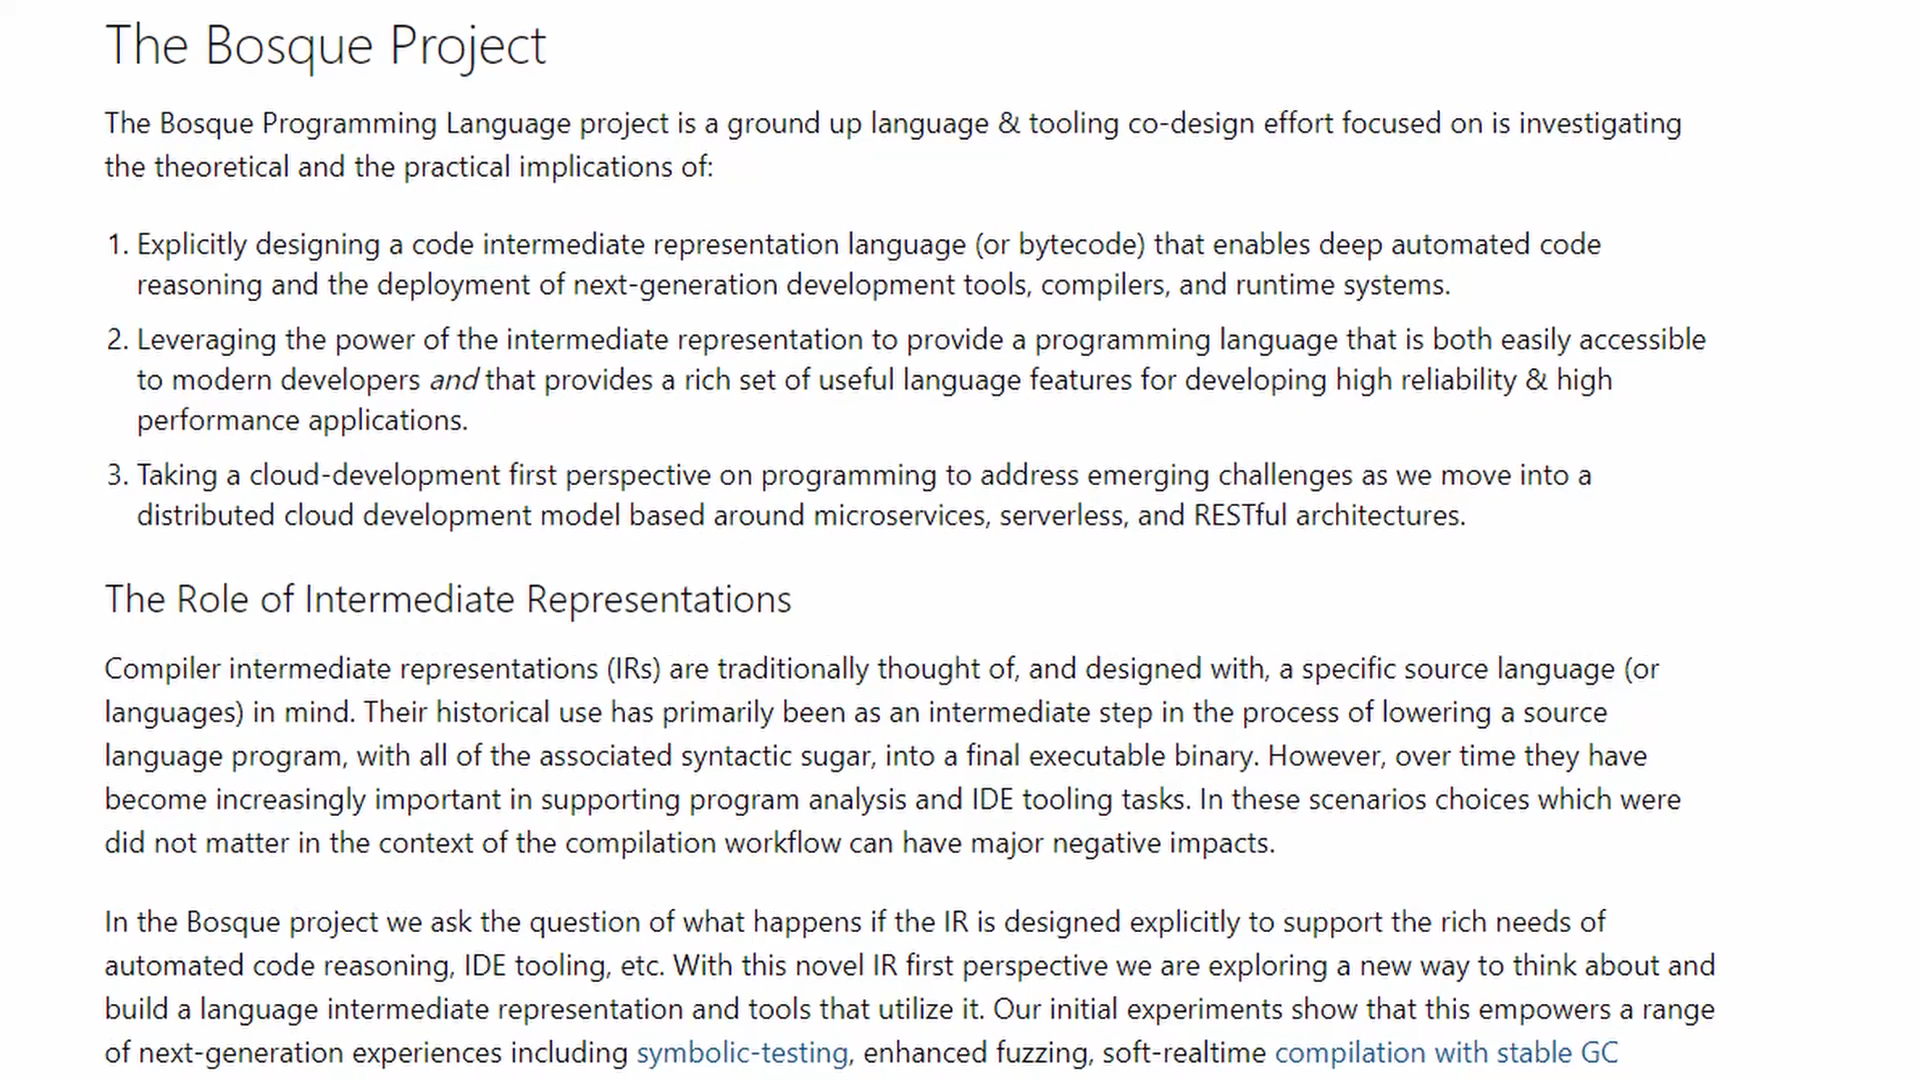 The Bosque Project
The Bosque Programming Language project is a ground up language & tooling co-design effort focused on is investigating
the theoretical and the practical implications of:
1. Explicitly designing a code intermediate representation language (or bytecode) that enables deep automated code
reasoning and the deployment of next-generation development tools, compilers, and runtime systems.
2. Leveraging the power of the intermediate representation to provide a programming language that is both easily accessible
to modern developers and that provides a rich set of useful language features for developing high reliability & high
performance applications.
3. Taking a cloud-development first perspective on programming to address emerging challenges as we move into a
distributed cloud development model based around microservices, serverless, and RESTful architectures.
The Role of Intermediate Representations
Compiler intermediate representations (IRs) are traditionally thought of, and designed with, a specific source language (or
languages) in mind. Their historical use has primarily been as an intermediate step in the process of lowering a source
language program, with all of the associated syntactic sugar, into a final executable binary. However, over time they have
become increasingly important in supporting program analysis and IDE tooling tasks. In these scenarios choices which were
did not matter in the context of the compilation workflow can have major negative impacts.
In the Bosque project we ask the question of what happens if the IR is designed explicitly to support the rich needs of
automated code reasoning, IDE tooling, etc. With this novel IR first perspective we are exploring a new way to think about and
build a language intermediate representation and tools that utilize it. Our initial experiments show that this empowers a range
of next-generation experiences including symbolic-testing, enhanced fuzzing, soft-realtime compilation with stable GC